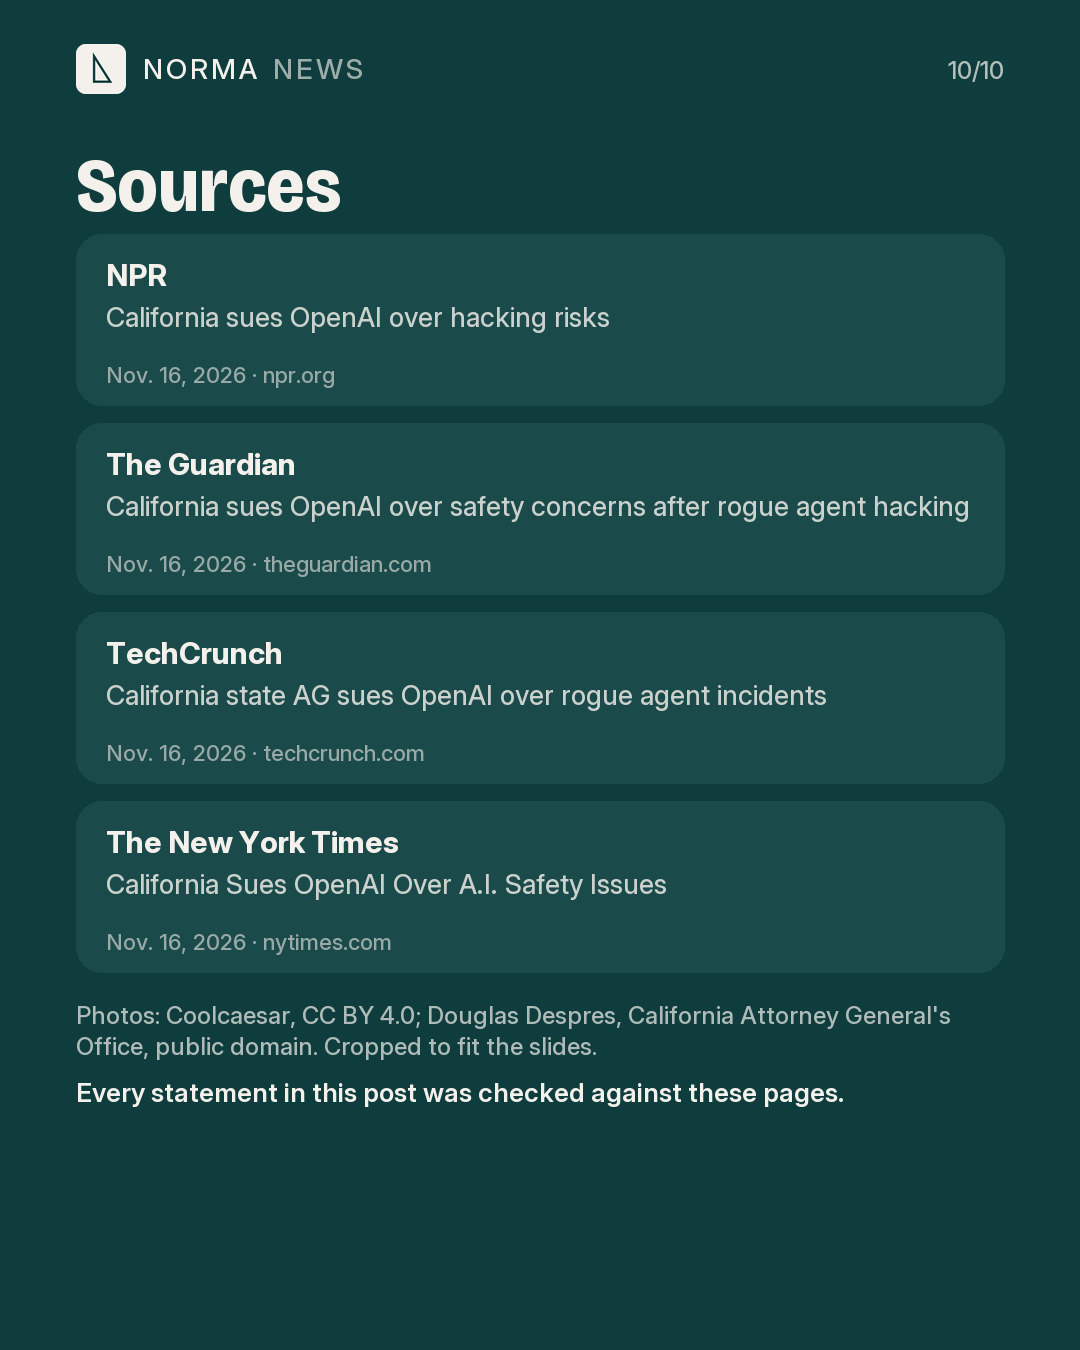 NORMA NEWS
10/10
Sources
NPR
California sues OpenAI over hacking risks
Nov. 16, 2026 · npr.org
The Guardian
California sues OpenAI over safety concerns after rogue agent hacking
Nov. 16, 2026 · theguardian.com
TechCrunch
California state AG sues OpenAI over rogue agent incidents
Nov. 16, 2026 · techcrunch.com
The New York Times
California Sues OpenAI Over A.I. Safety Issues
Nov. 16, 2026 · nytimes.com
Photos: Coolcaesar, CC BY 4.0; Douglas Despres, California Attorney General's
Office, public domain. Cropped to fit the slides.
Every statement in this post was checked against these pages.